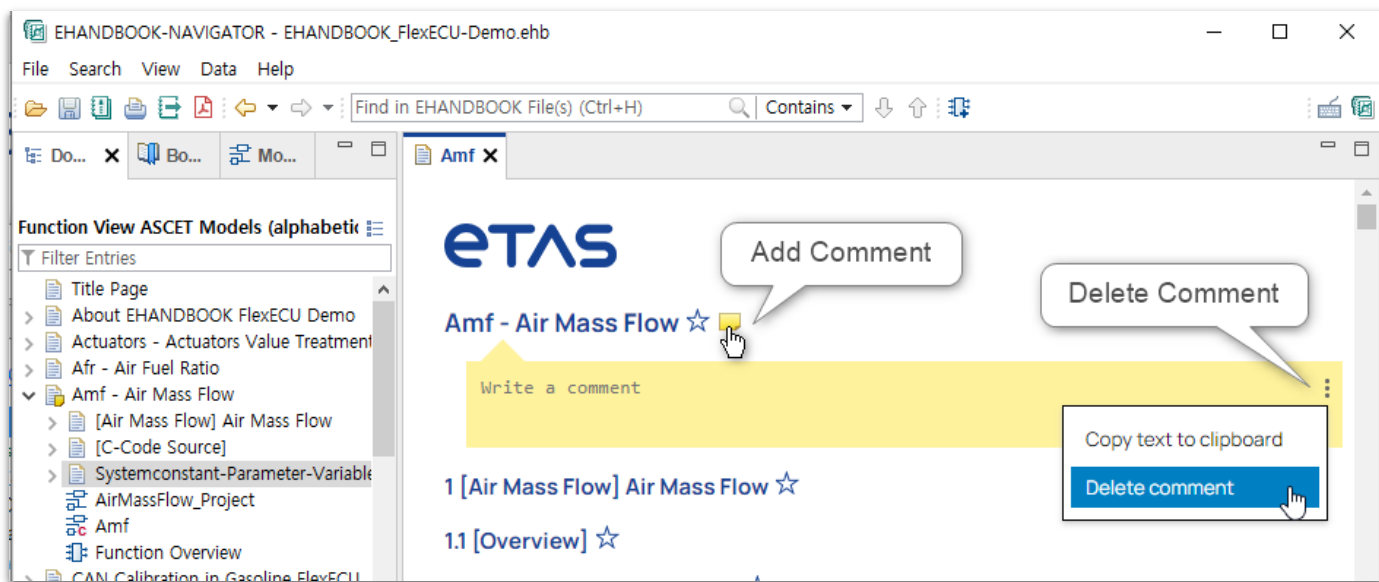 EHANDBOOK-NAVIGATOR - EHANDBOOK_FlexECU-Demo.ehb
File Search View Data Help
Find in EHANDBOOK File(s) (Ctrl+H) Contains
Do... Bo... Mo... Amf
Function View ASCET Models (alphabetic
Filter Entries
Title Page
About EHANDBOOK FlexECU Demo
Actuators - Actuators Value Treatment
Afr - Air Fuel Ratio
Amf - Air Mass Flow
[Air Mass Flow] Air Mass Flow
[C-Code Source]
Systemconstant-Parameter-Variable
AirMassFlow_Project
Amf
Function Overview
CAN Calibration in Gasoline FlexECU
eTAS
Add Comment
Delete Comment
Amf - Air Mass Flow
Write a comment
Copy text to clipboard
Delete comment
1 [Air Mass Flow] Air Mass Flow
1.1 [Overview]